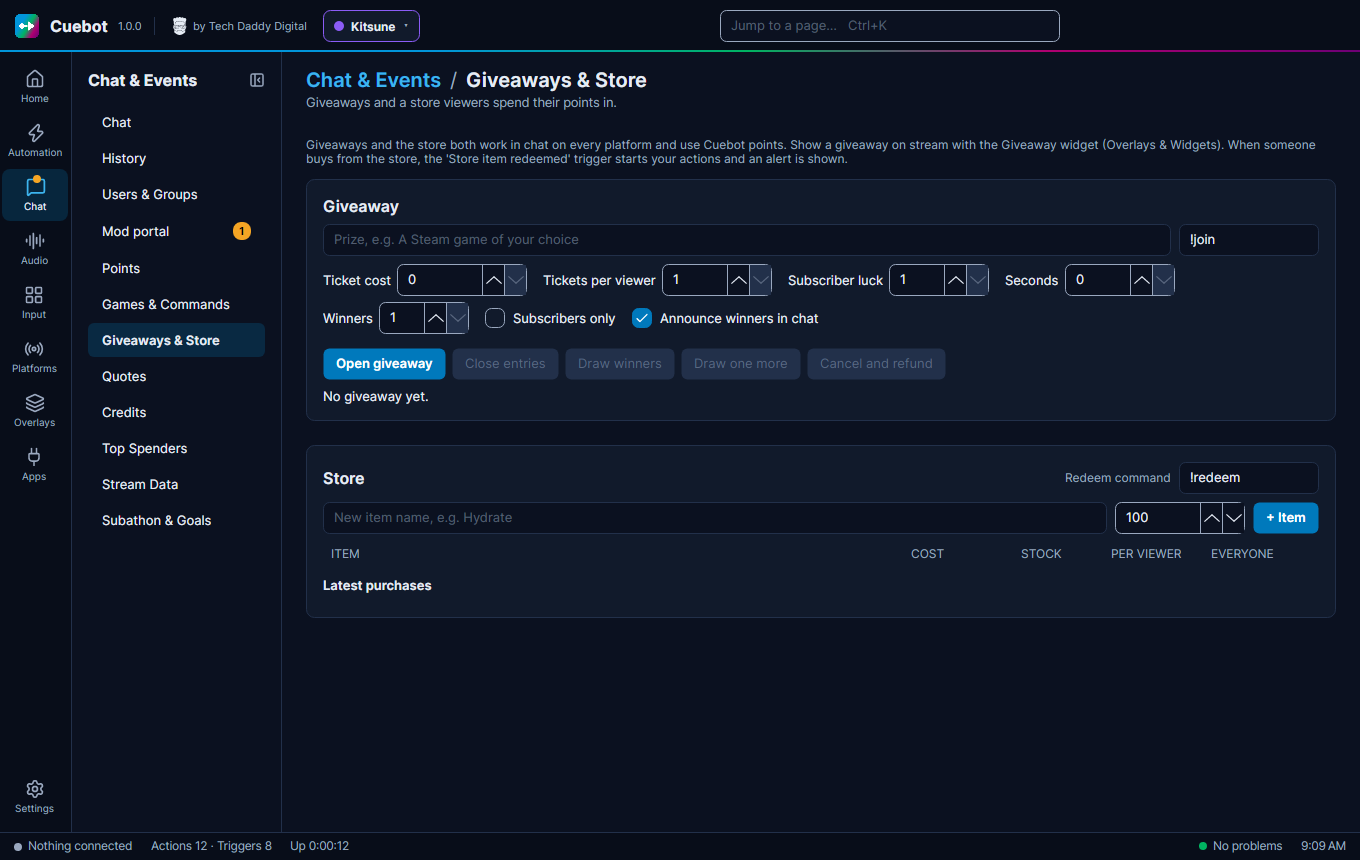 Cuebot 1.0.0 by Tech Daddy Digital Kitsune Jump to a page... Ctrl+K
Home
Automation
Chat
Audio
Input
Platforms
Overlays
Apps
Settings
Chat & Events
Chat
History
Users & Groups
Mod portal 1
Points
Games & Commands
Giveaways & Store
Quotes
Credits
Top Spenders
Stream Data
Subathon & Goals
Chat & Events / Giveaways & Store
Giveaways and a store viewers spend their points in.
Giveaways and the store both work in chat on every platform and use Cuebot points. Show a giveaway on stream with the Giveaway widget (Overlays & Widgets). When someone
buys from the store, the 'Store item redeemed' trigger starts your actions and an alert is shown.
Giveaway
Prize, e.g. A Steam game of your choice !join
Ticket cost 0 Tickets per viewer 1 Subscriber luck 1 Seconds 0
Winners 1 Subscribers only Announce winners in chat
Open giveaway Close entries Draw winners Draw one more Cancel and refund
No giveaway yet.
Store Redeem command !redeem
New item name, e.g. Hydrate 100 + Item
ITEM COST STOCK PER VIEWER EVERYONE
Latest purchases
Nothing connected Actions 12 · Triggers 8 Up 0:00:12 No problems 9:09 AM